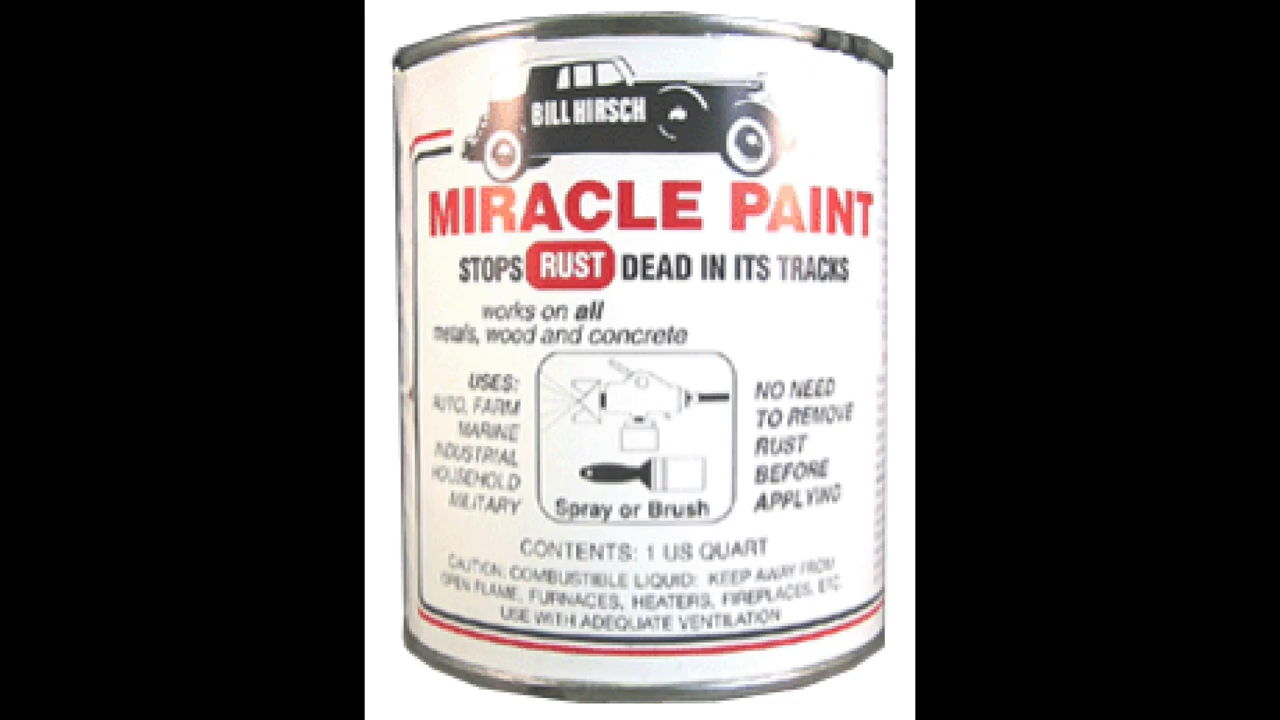 BILL HIRSCH
MIRACLE PAINT
STOPS RUST DEAD IN ITS TRACKS
works on all
metals, wood and concrete
USES:
AUTO, FARM
MARINE
INDUSTRIAL
HOUSEHOLD
MILITARY
Spray or Brush
NO NEED
TO REMOVE
RUST
BEFORE
APPLYING
CONTENTS: 1 US QUART
CAUTION: COMBUSTIBLE LIQUID: KEEP AWAY FROM
OPEN FLAME, FURNACES, HEATERS, FIREPLACES, ETC.
USE WITH ADEQUATE VENTILATION